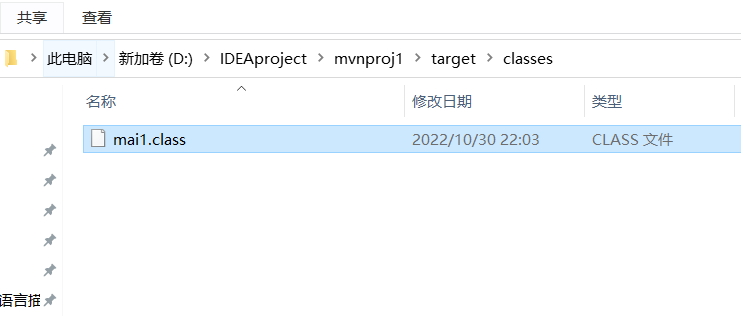 共享 查看
此电脑 新加卷 (D:) IDEAproject mvnproj1 target classes
名称 修改日期 类型
mai1.class 2022/10/30 22:03 CLASS 文件
语言描